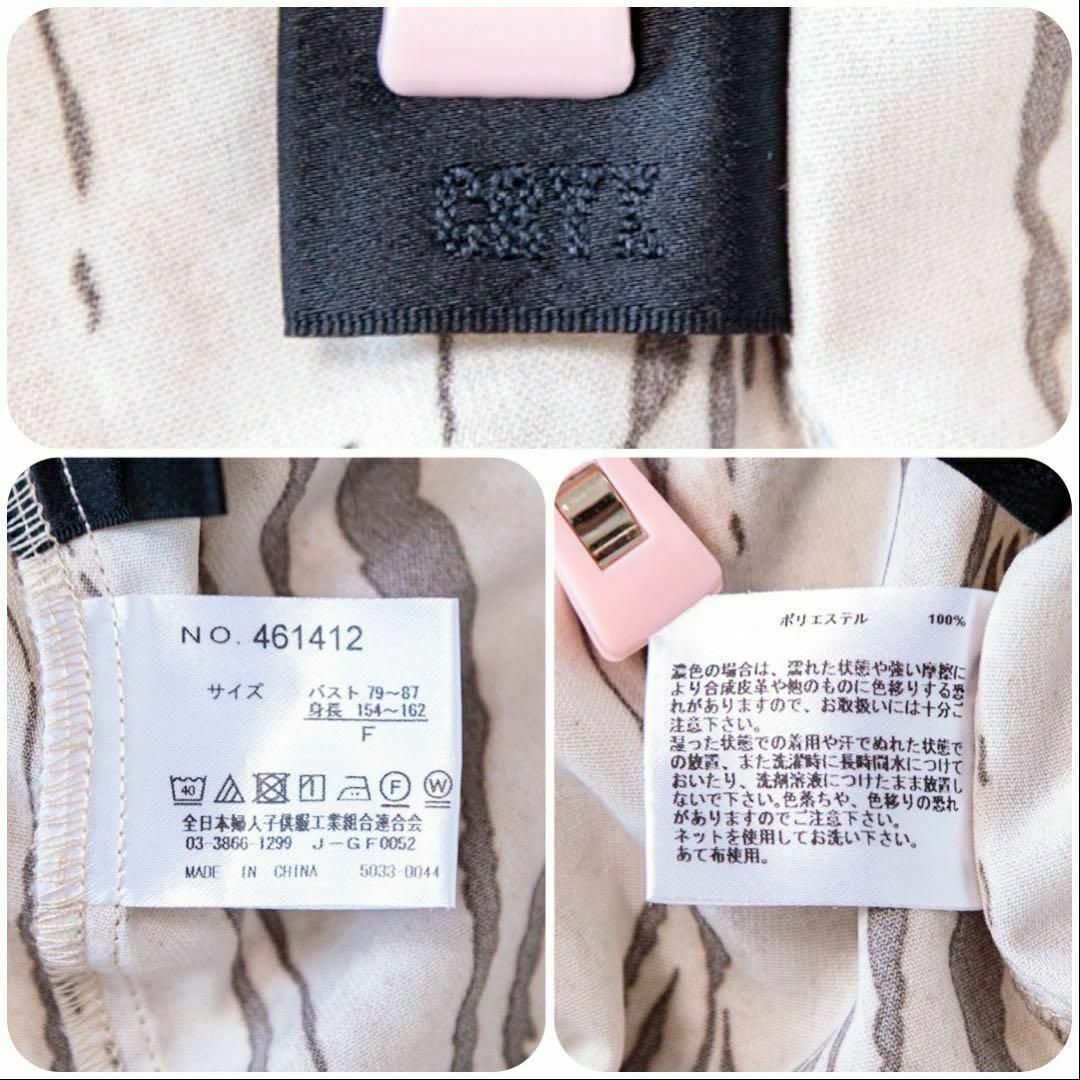 NO. 461412
サイズ バスト 79〜87
身長 154〜162
F
40
全日本婦人子供服工業組合連合会
03-3866-1299 J-GF0052
MADE IN CHINA 5033-0044
ポリエステル 100%
濃色の場合は、濡れた状態や強い摩擦に
より合成皮革や他のものに色移りする恐
れがありますので、お取扱いには十分ご
注意下さい。
湿った状態での着用や汗でぬれた状態で
の放置、また洗濯時に長時間水につけて
おいたり、洗剤溶液につけたまま放置し
ないで下さい。色落ちや、色移りの恐れ
がありますのでご注意下さい。
ネットを使用してお洗い下さい。
あて布使用。